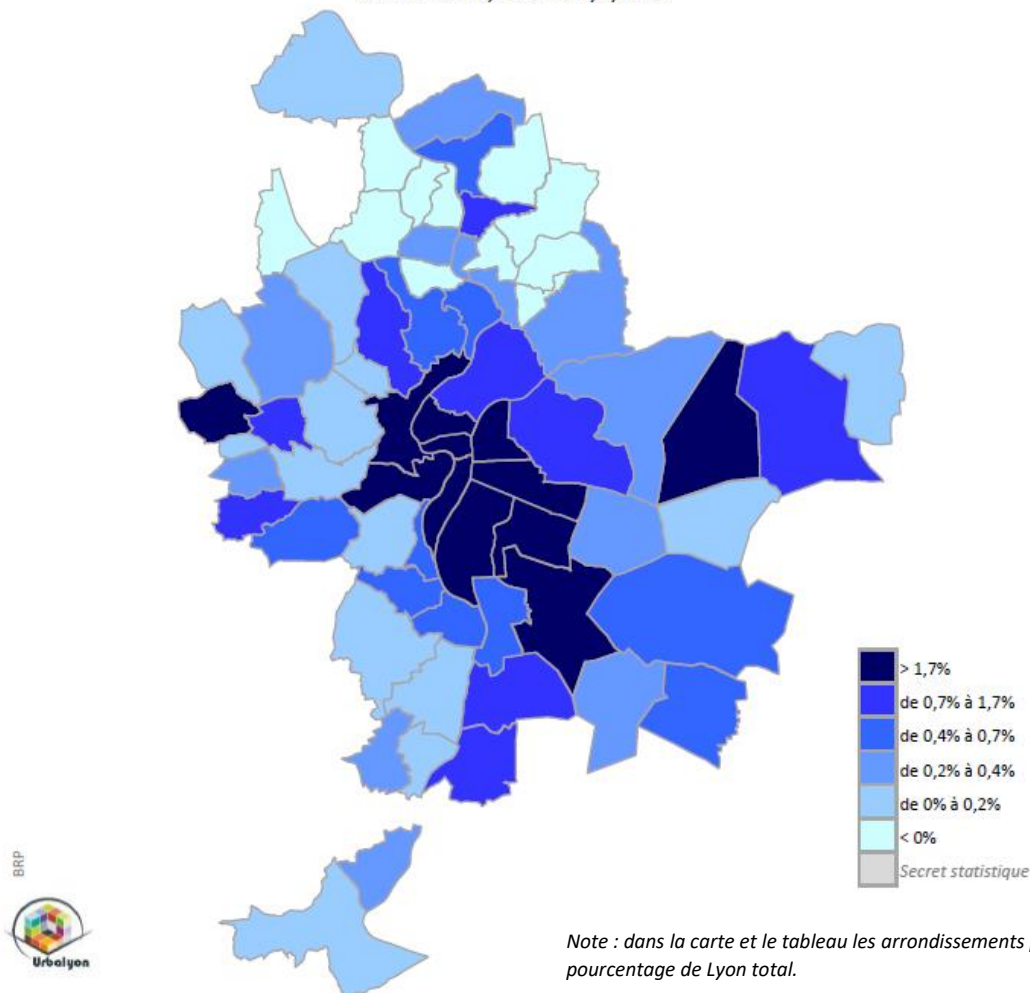 > 1,7%
de 0,7% à 1,7%
de 0,4% à 0,7%
de 0,2% à 0,4%
de 0% à 0,2%
< 0%
Secret statistique
BRP
Urbalyon
Note : dans la carte et le tableau les arrondissements
pourcentage de Lyon total.